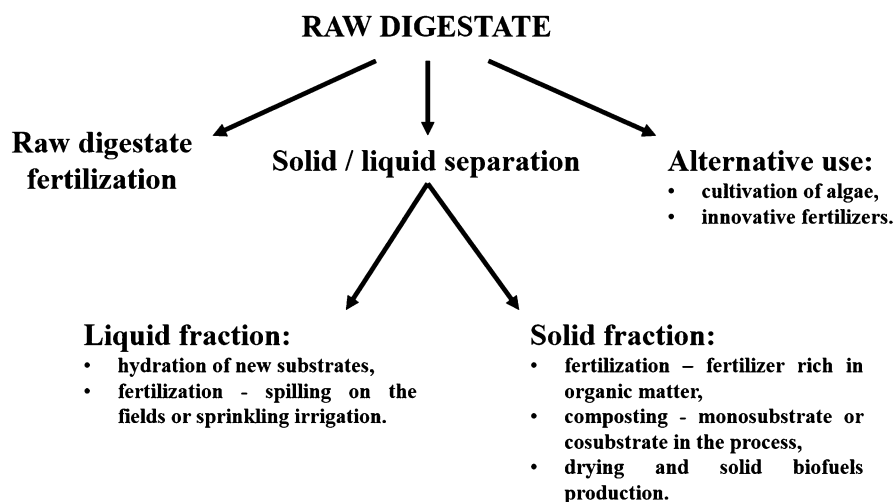 RAW DIGESTATE
Raw digestate
fertilization
Solid / liquid separation
Alternative use:
• cultivation of algae,
• innovative fertilizers.
Liquid fraction:
• hydration of new substrates,
• fertilization - spilling on the
fields or sprinkling irrigation.
Solid fraction:
• fertilization – fertilizer rich in
organic matter,
• composting - monosubstrate or
cosubstrate in the process,
• drying and solid biofuels
production.